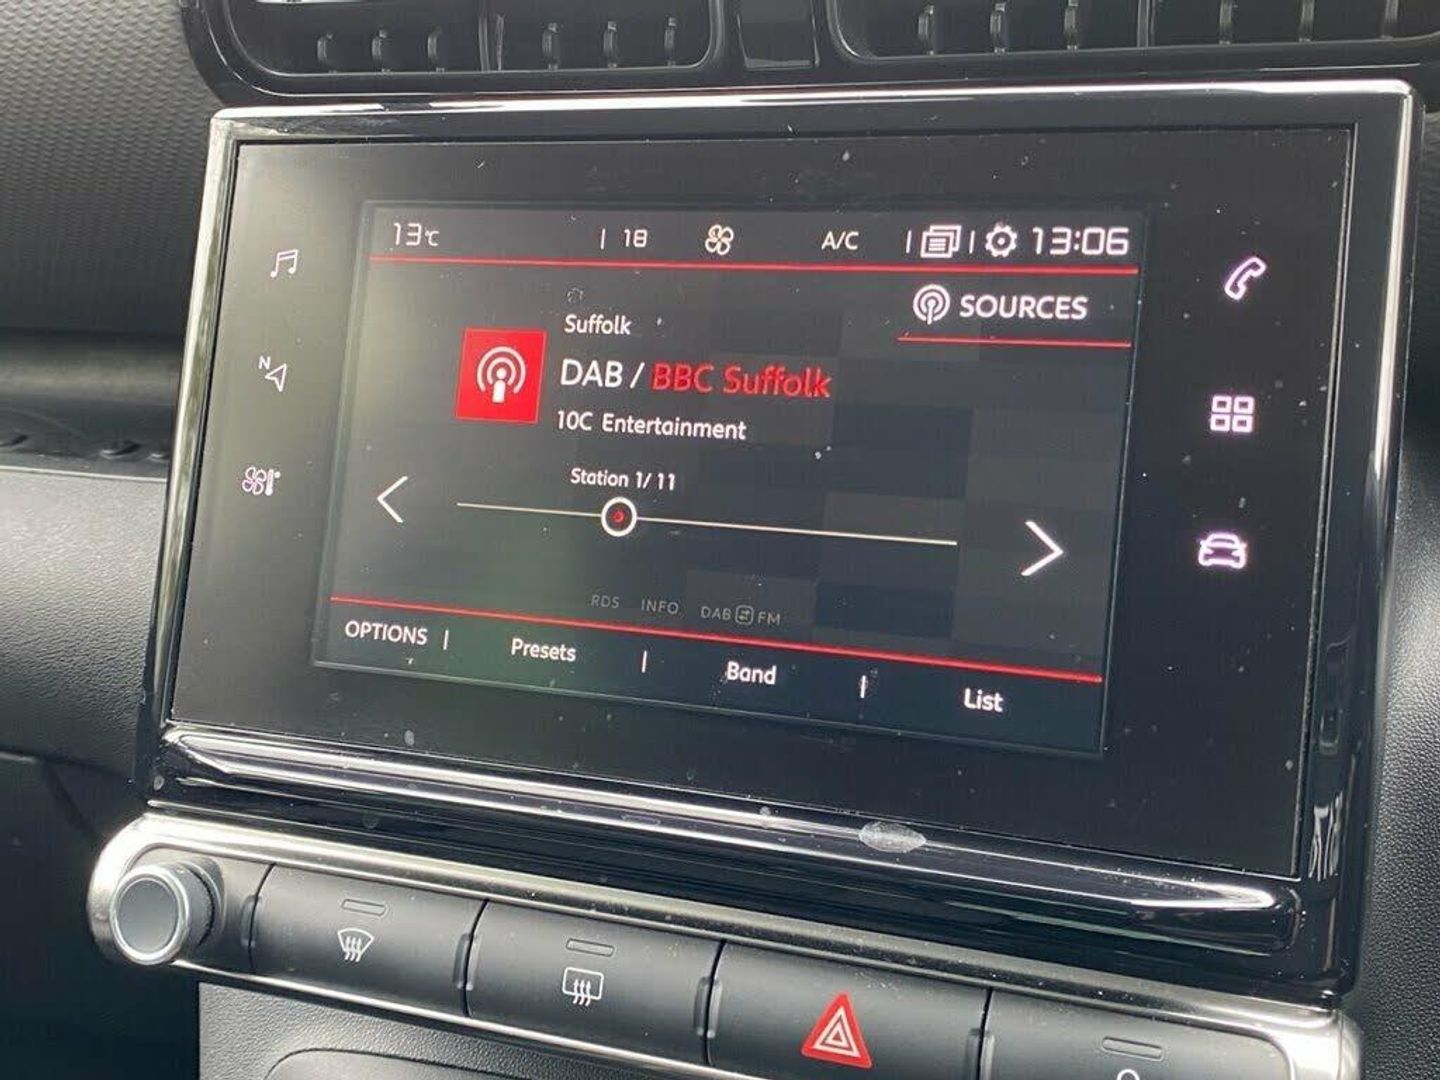 13°C | 18 A/C | | 13:06
SOURCES
Suffolk
DAB / BBC Suffolk
10C Entertainment
Station 1/ 11
N
RDS INFO DAB FM
OPTIONS | Presets | Band | List